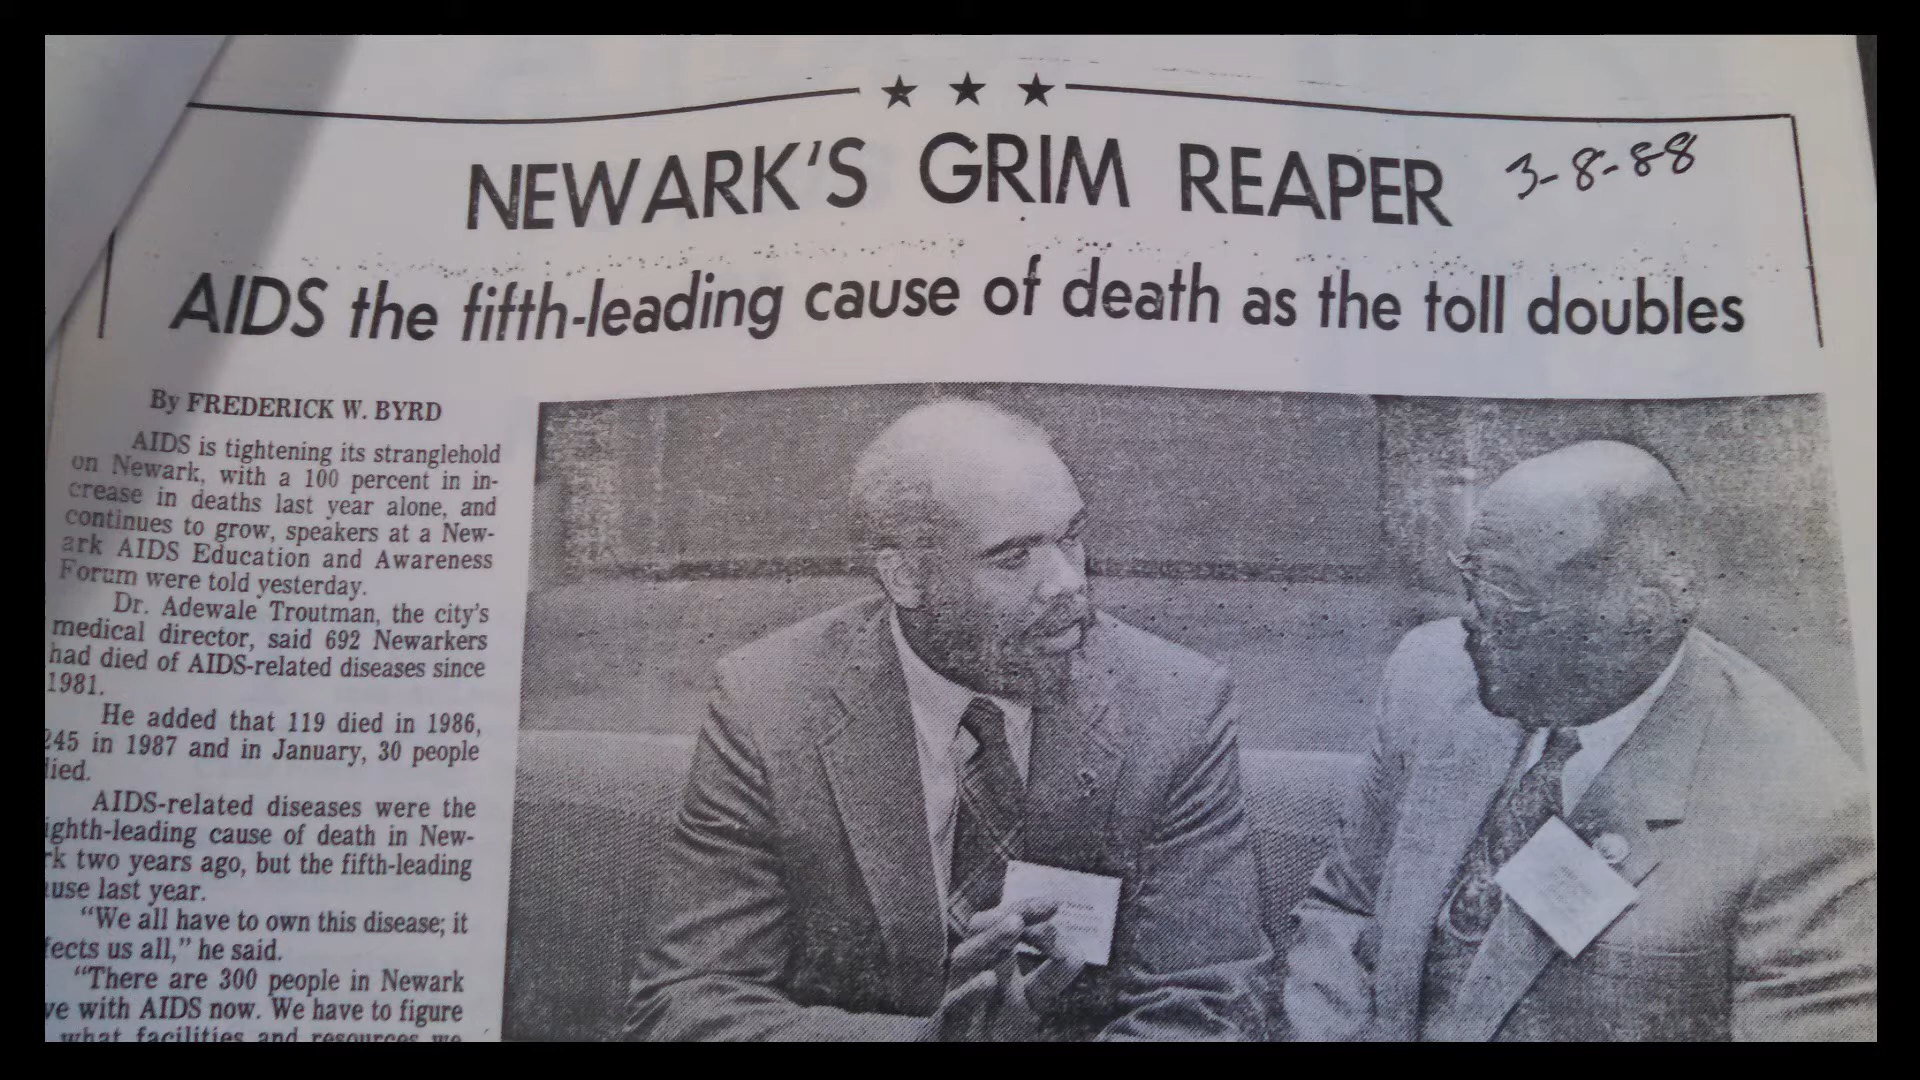 NEWARK'S GRIM REAPER 3-8-88
AIDS the fifth-leading cause of death as the toll doubles
By FREDERICK W. BYRD
AIDS is tightening its stranglehold
on Newark, with a 100 percent in in-
crease in deaths last year alone, and
continues to grow, speakers at a New-
ark AIDS Education and Awareness
Forum were told yesterday.
Dr. Adewale Troutman, the city's
medical director, said 692 Newarkers
had died of AIDS-related diseases since
1981.
He added that 119 died in 1986,
245 in 1987 and in January, 30 people
died.
AIDS-related diseases were the
ighth-leading cause of death in New-
rk two years ago, but the fifth-leading
use last year.
"We all have to own this disease; it
fects us all," he said.
"There are 300 people in Newark
ve with AIDS now. We have to figure
what facilities and resources we